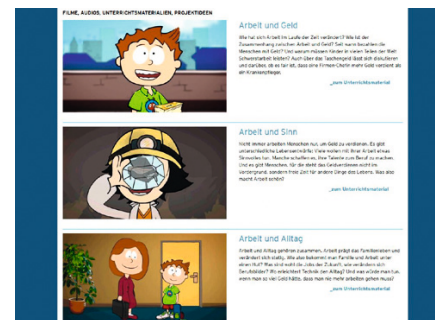 FILME, AUDIOS, UNTERRICHTSMATERIALIEN, PROJEKTIDEEN
Arbeit und Geld
Wie hat sich Arbeit im Laufe der Zeit verändert? Wie ist der
Zusammenhang zwischen Arbeit und Geld? Seit wann bezahlen die
Menschen mit Geld? Und warum müssen Kinder in vielen Teilen der Welt
Schwerstarbeit leisten? Auch über das Taschengeld lässt sich diskutieren
und darüber, ob es fair ist, dass eine Firmen-Chefin mehr Geld verdient als
ein Krankenpfleger.
_zum Unterrichtsmaterial
Arbeit und Sinn
Nicht immer arbeiten Menschen nur, um Geld zu verdienen. Es gibt
unterschiedliche Lebensentwürfe: Viele wollen mit ihrer Arbeit etwas
Sinnvolles tun. Manche schaffen es, ihre Talente zum Beruf zu machen.
Und es gibt Menschen, für die steht das Geldverdienen nicht im
Vordergrund, sondern freie Zeit für andere Dinge des Lebens. Was also
macht Arbeit schön?
_zum Unterrichtsmaterial
Arbeit und Alltag
Arbeit und Alltag gehören zusammen. Arbeit prägt das Familienleben und
verändert sich stetig. Wie also bekommt man Familie und Arbeit unter
einen Hut? Was sind wohl die Jobs der Zukunft, wie verändern sich
Berufsbilder? Wo erleichtert Technik den Alltag? Und was würde man tun,
wenn man so viel Geld hätte, dass man nie mehr arbeiten gehen muss?
_zum Unterrichtsmaterial